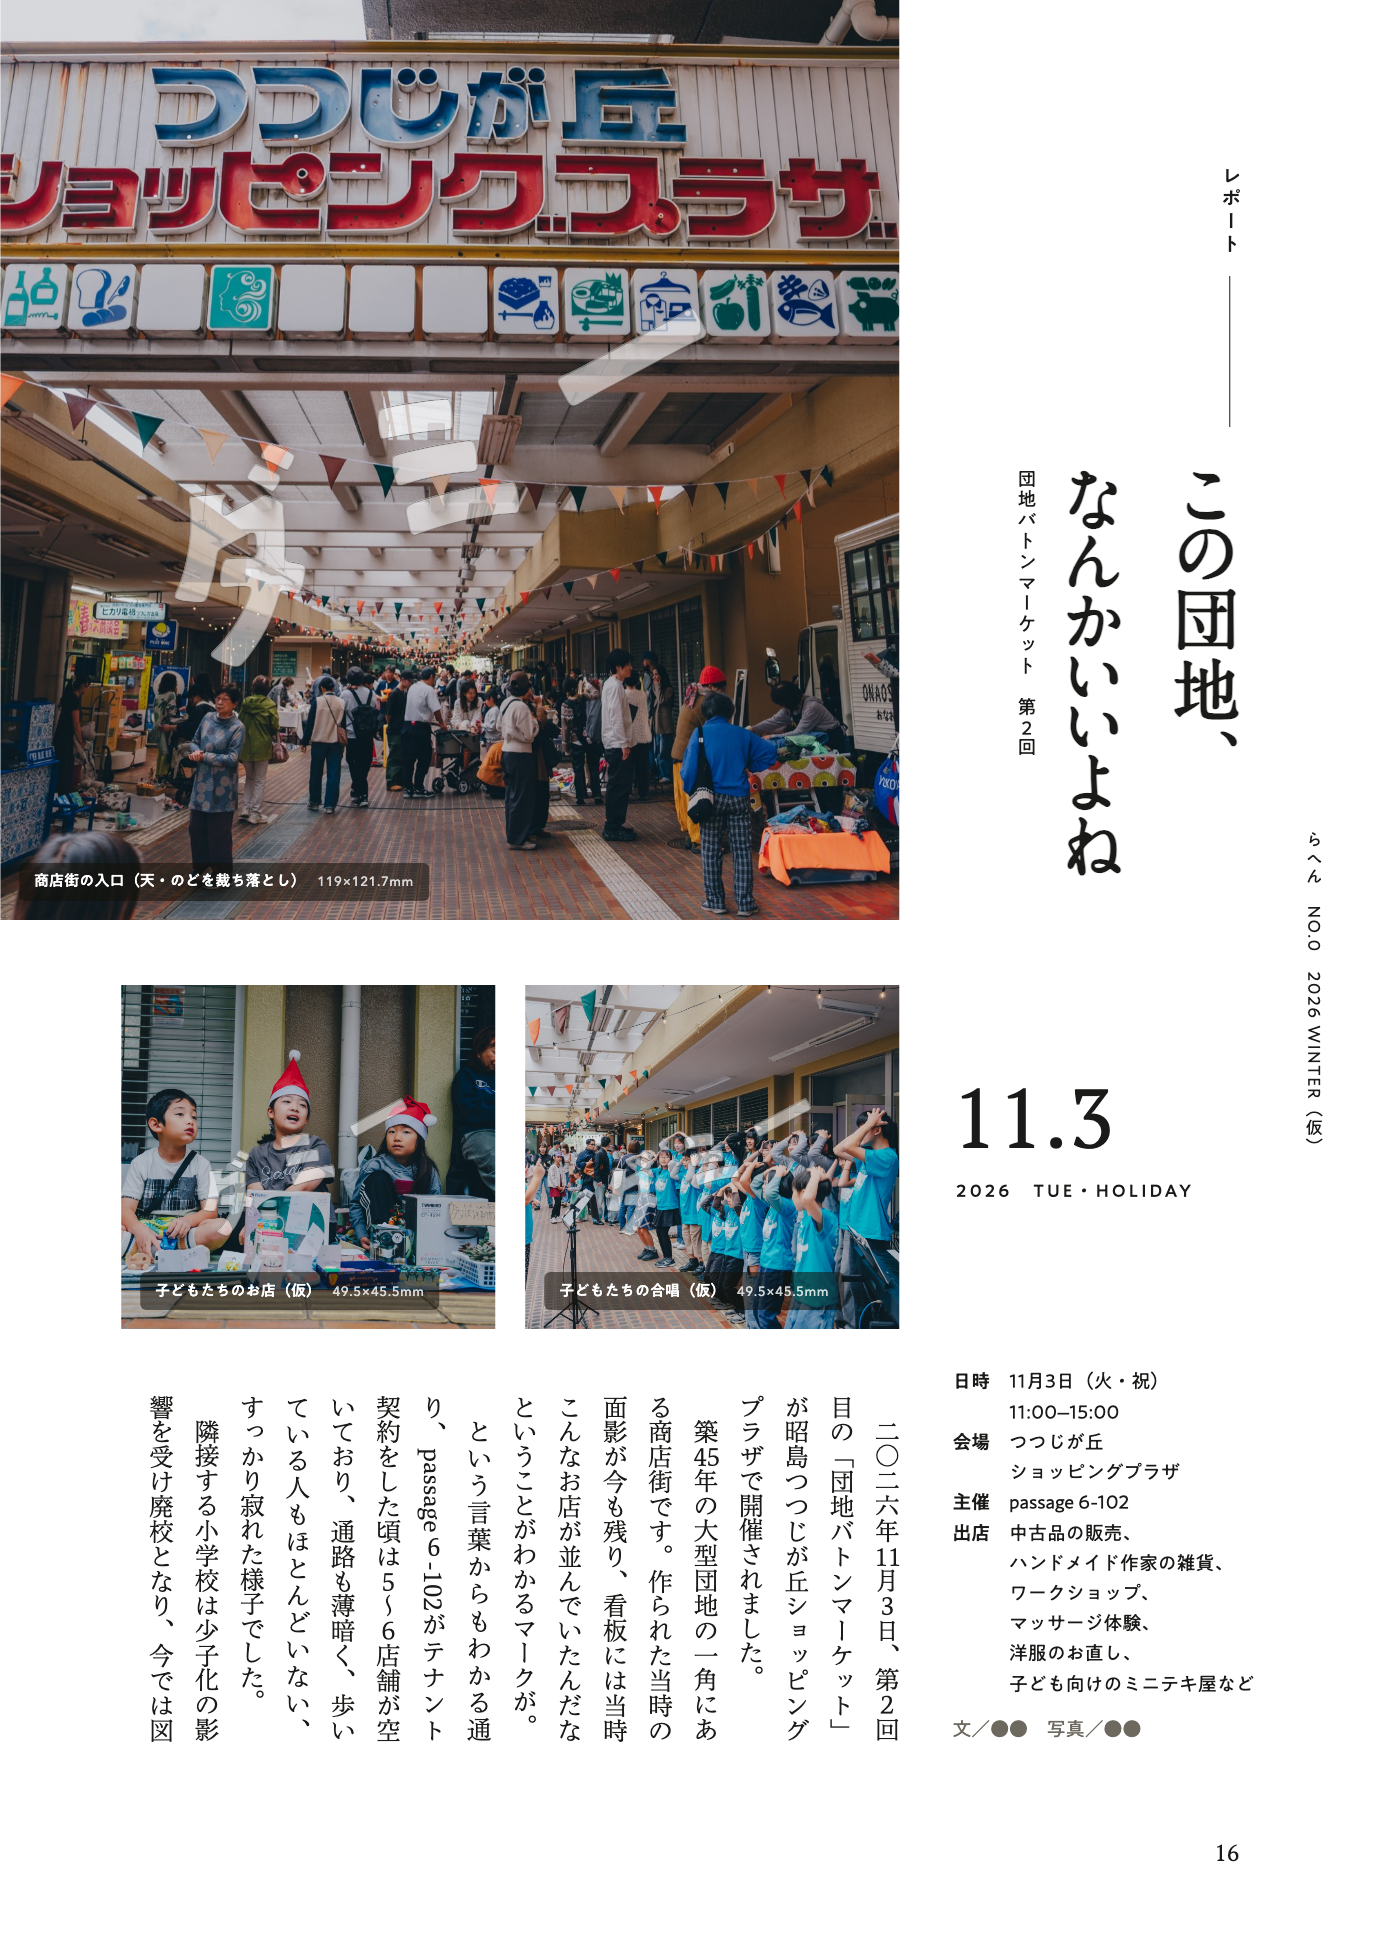 つつじが丘
ショッピングプラザ
ヒカリ電機
ダミー
商店街の入口（天・のどを裁ち落とし） 119×121.7mm
レポート
この団地、
なんかいいよね
団地バトンマーケット 第2回
らへん NO.0 2026 WINTER（仮）
ダミー
子どもたちのお店（仮） 49.5×45.5mm
ダミー
子どもたちの合唱（仮） 49.5×45.5mm
11.3
2026 TUE・HOLIDAY
日時 11月3日（火・祝）
11:00–15:00
会場 つつじが丘
ショッピングプラザ
主催 passage 6-102
出店 中古品の販売、
ハンドメイド作家の雑貨、
ワークショップ、
マッサージ体験、
洋服のお直し、
子ども向けのミニテキ屋など
文／●● 写真／●●
二〇二六年11月3日、第2回
目の「団地バトンマーケット」
が昭島つつじが丘ショッピング
プラザで開催されました。
築45年の大型団地の一角にあ
る商店街です。作られた当時の
面影が今も残り、看板には当時
こんなお店が並んでいたんだな
ということがわかるマークが。
という言葉からもわかる通
り、passage 6-102がテナント
契約をした頃は5〜6店舗が空
いており、通路も薄暗く、歩い
ている人もほとんどいない、
すっかり寂れた様子でした。
隣接する小学校は少子化の影
響を受け廃校となり、今では図
16